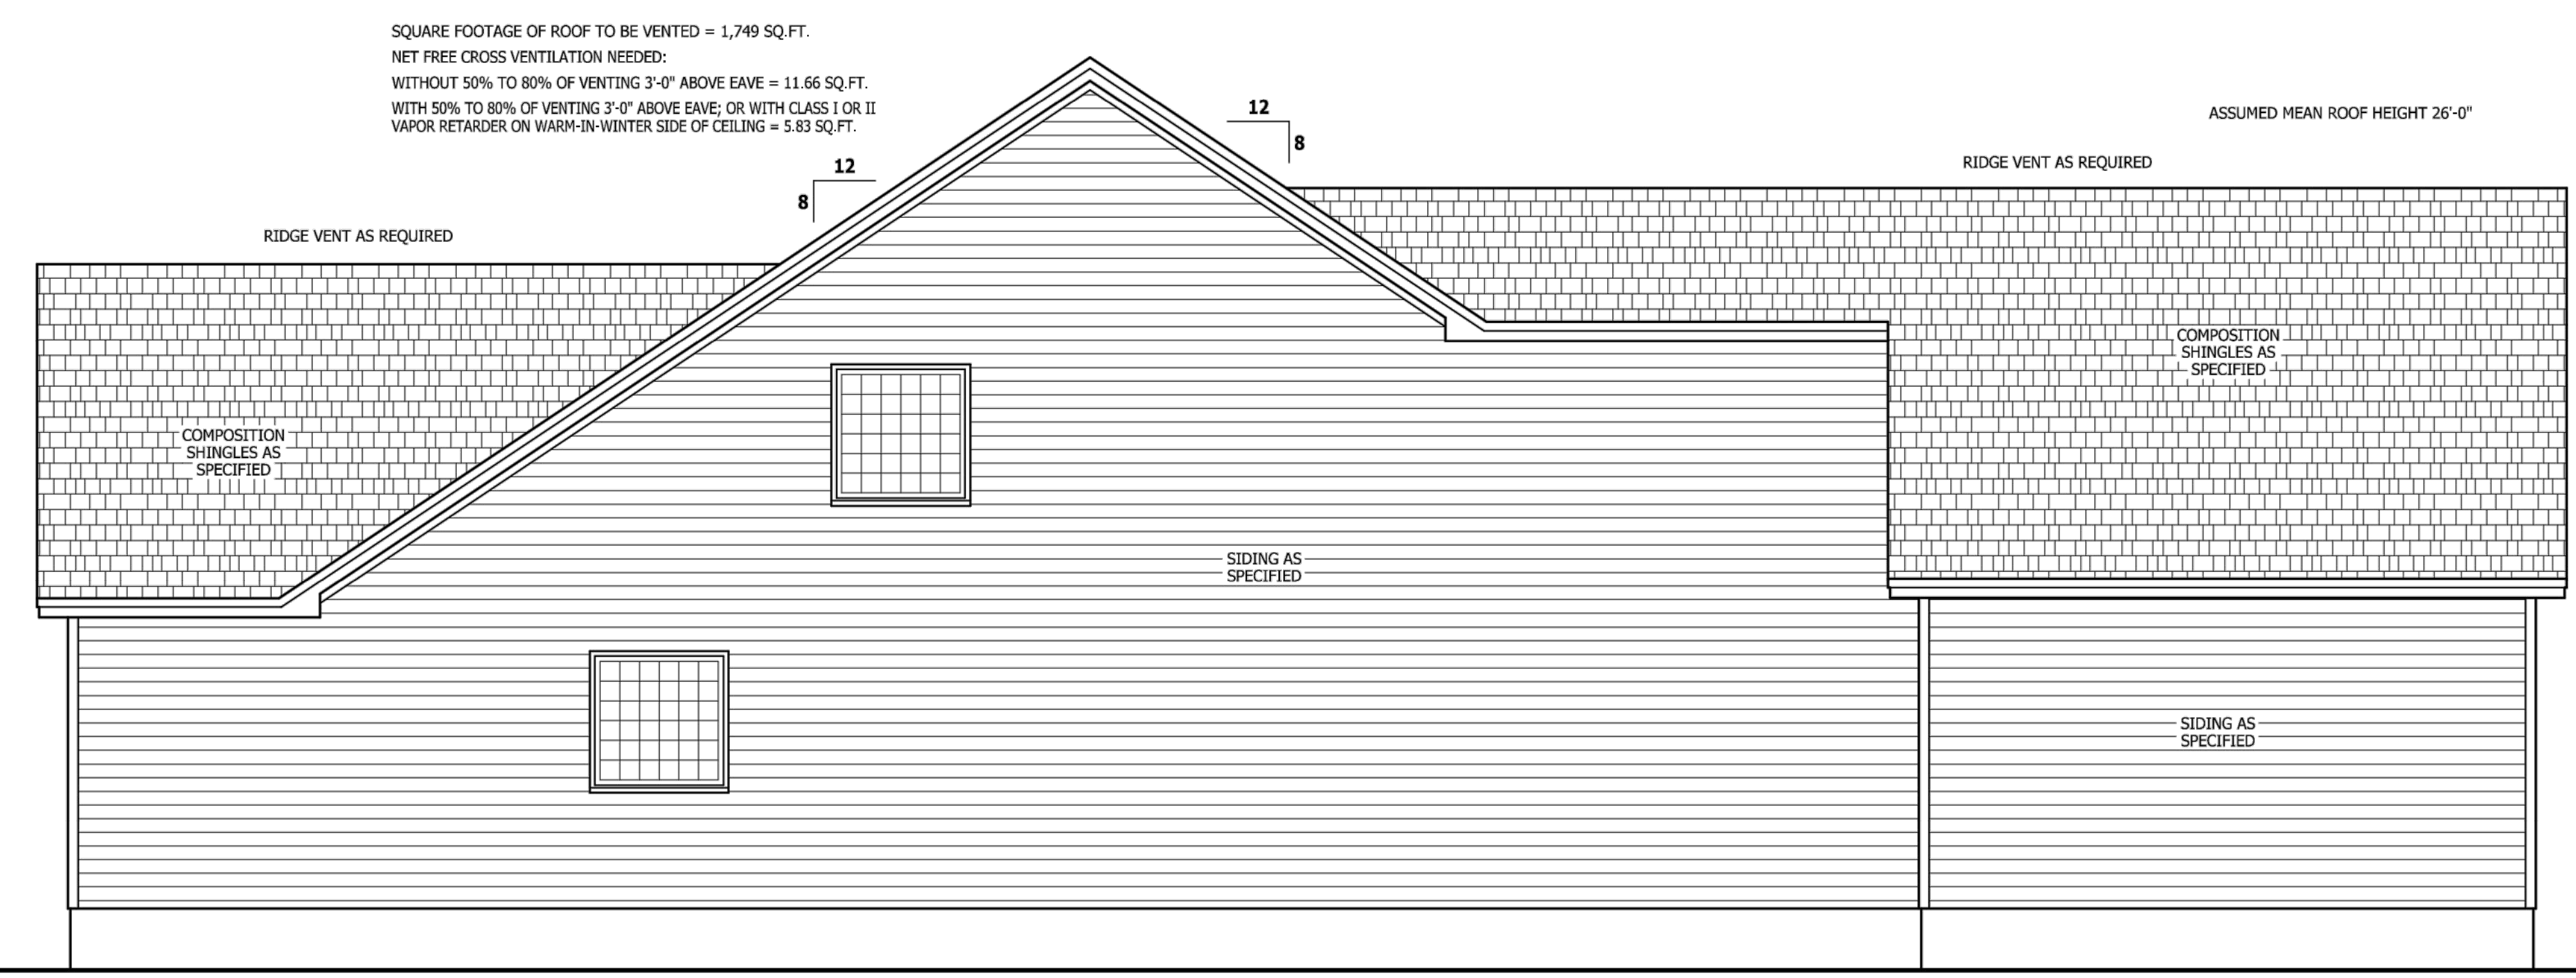 SQUARE FOOTAGE OF ROOF TO BE VENTED = 1,749 SQ.FT.
NET FREE CROSS VENTILATION NEEDED:
WITHOUT 50% TO 80% OF VENTING 3'-0" ABOVE EAVE = 11.66 SQ.FT.
WITH 50% TO 80% OF VENTING 3'-0" ABOVE EAVE; OR WITH CLASS I OR II
VAPOR RETARDER ON WARM-IN-WINTER SIDE OF CEILING = 5.83 SQ.FT.
12
8
12
8
ASSUMED MEAN ROOF HEIGHT 26'-0"
RIDGE VENT AS REQUIRED
RIDGE VENT AS REQUIRED
COMPOSITION
SHINGLES AS
SPECIFIED
COMPOSITION
SHINGLES AS
SPECIFIED
SIDING AS
SPECIFIED
SIDING AS
SPECIFIED